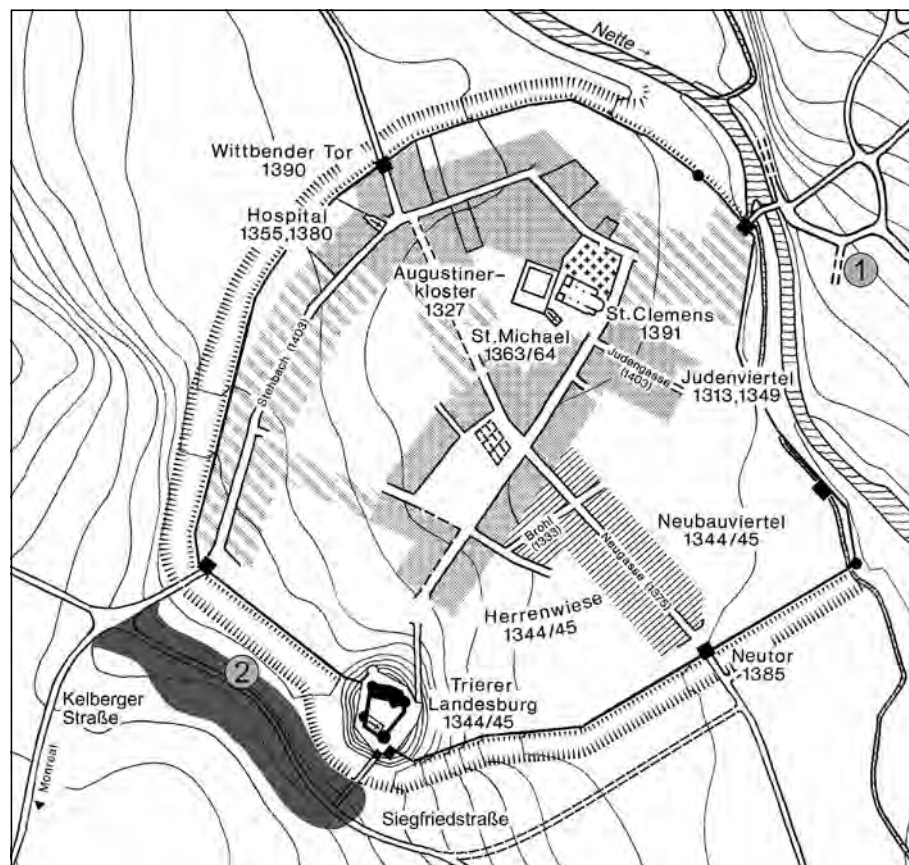 Nette →
Wittbender Tor
1390
Hospital
1355,1380
1
Augustiner-
kloster
1327
St.Clemens
1391
St.Michael
1363/64
Judengasse
(1403)
Judenviertel
1313,1349
Stehbach (1403)
Neubauviertel
1344/45
Brohl
(1333)
Neugasse (1375)
Herrenwiese
1344/45
Neutor
1385
2
Trierer
Landesburg
1344/45
Kelberger
Straße
Monreal
Siegfriedstraße